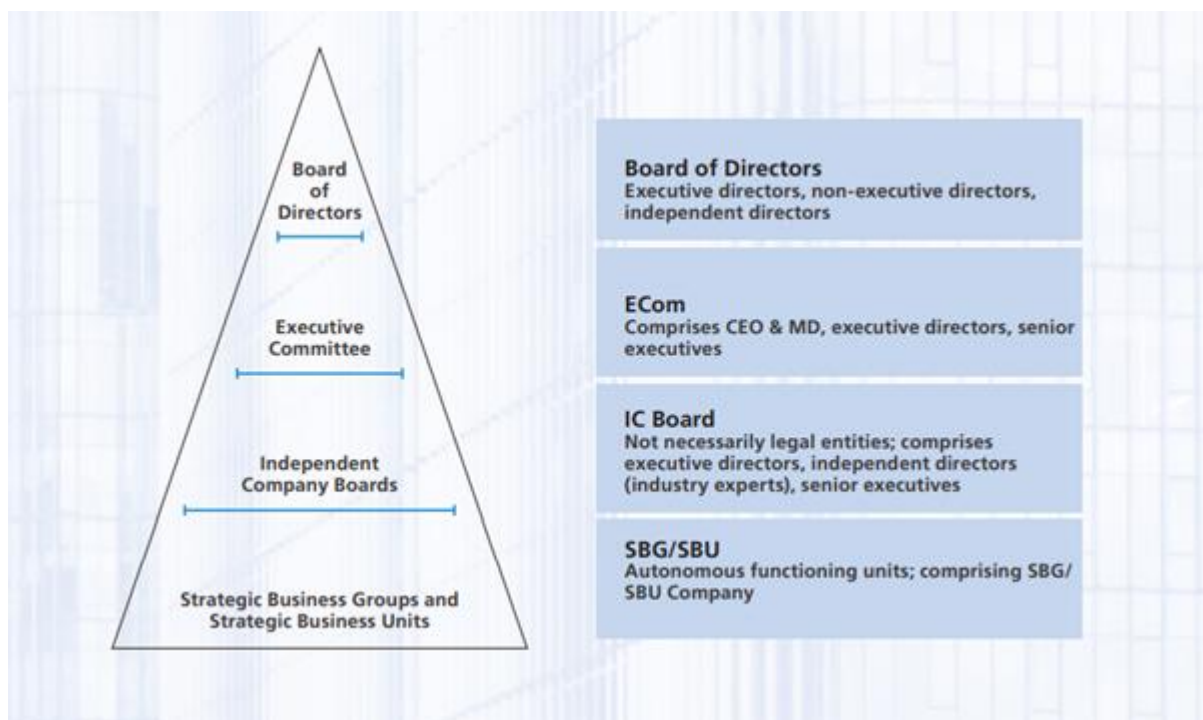 Board
of
Directors
Executive
Committee
Independent
Company Boards
Strategic Business Groups and
Strategic Business Units
Board of Directors
Executive directors, non-executive directors,
independent directors
ECom
Comprises CEO & MD, executive directors, senior
executives
IC Board
Not necessarily legal entities; comprises
executive directors, independent directors
(industry experts), senior executives
SBG/SBU
Autonomous functioning units; comprising SBG/
SBU Company